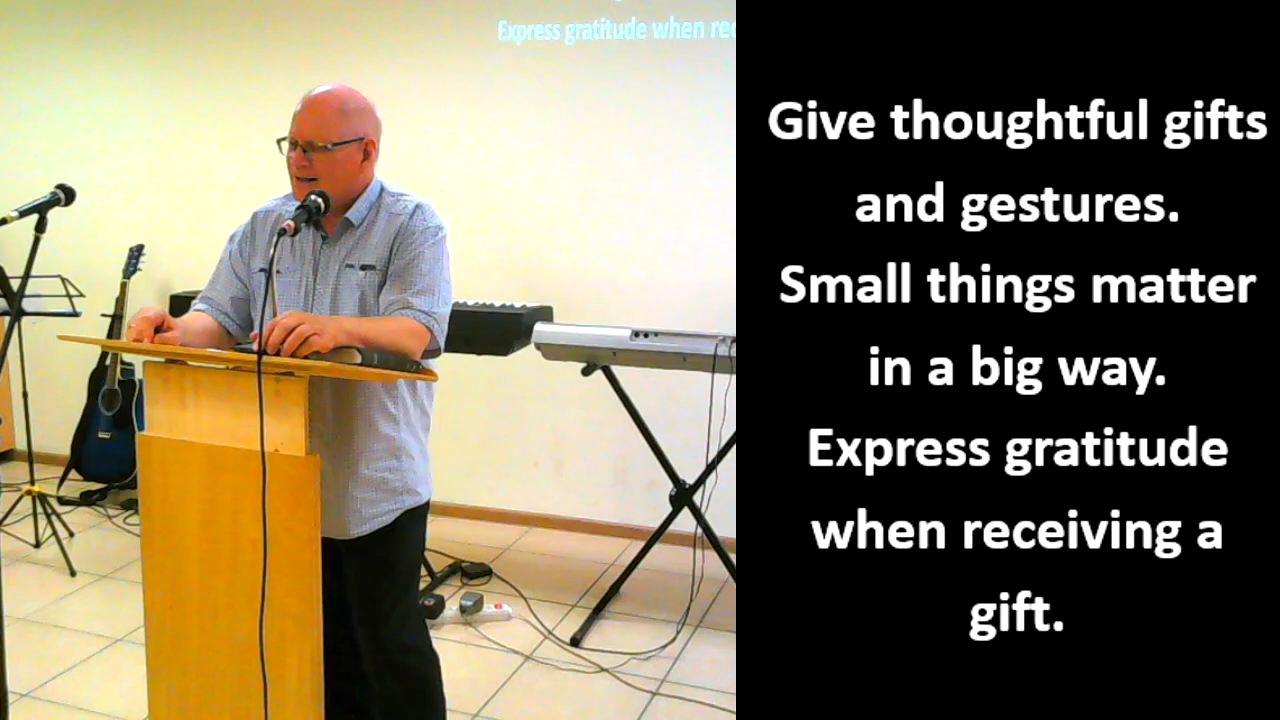 Express gratitude when rec
Give thoughtful gifts
and gestures.
Small things matter
in a big way.
Express gratitude
when receiving a
gift.